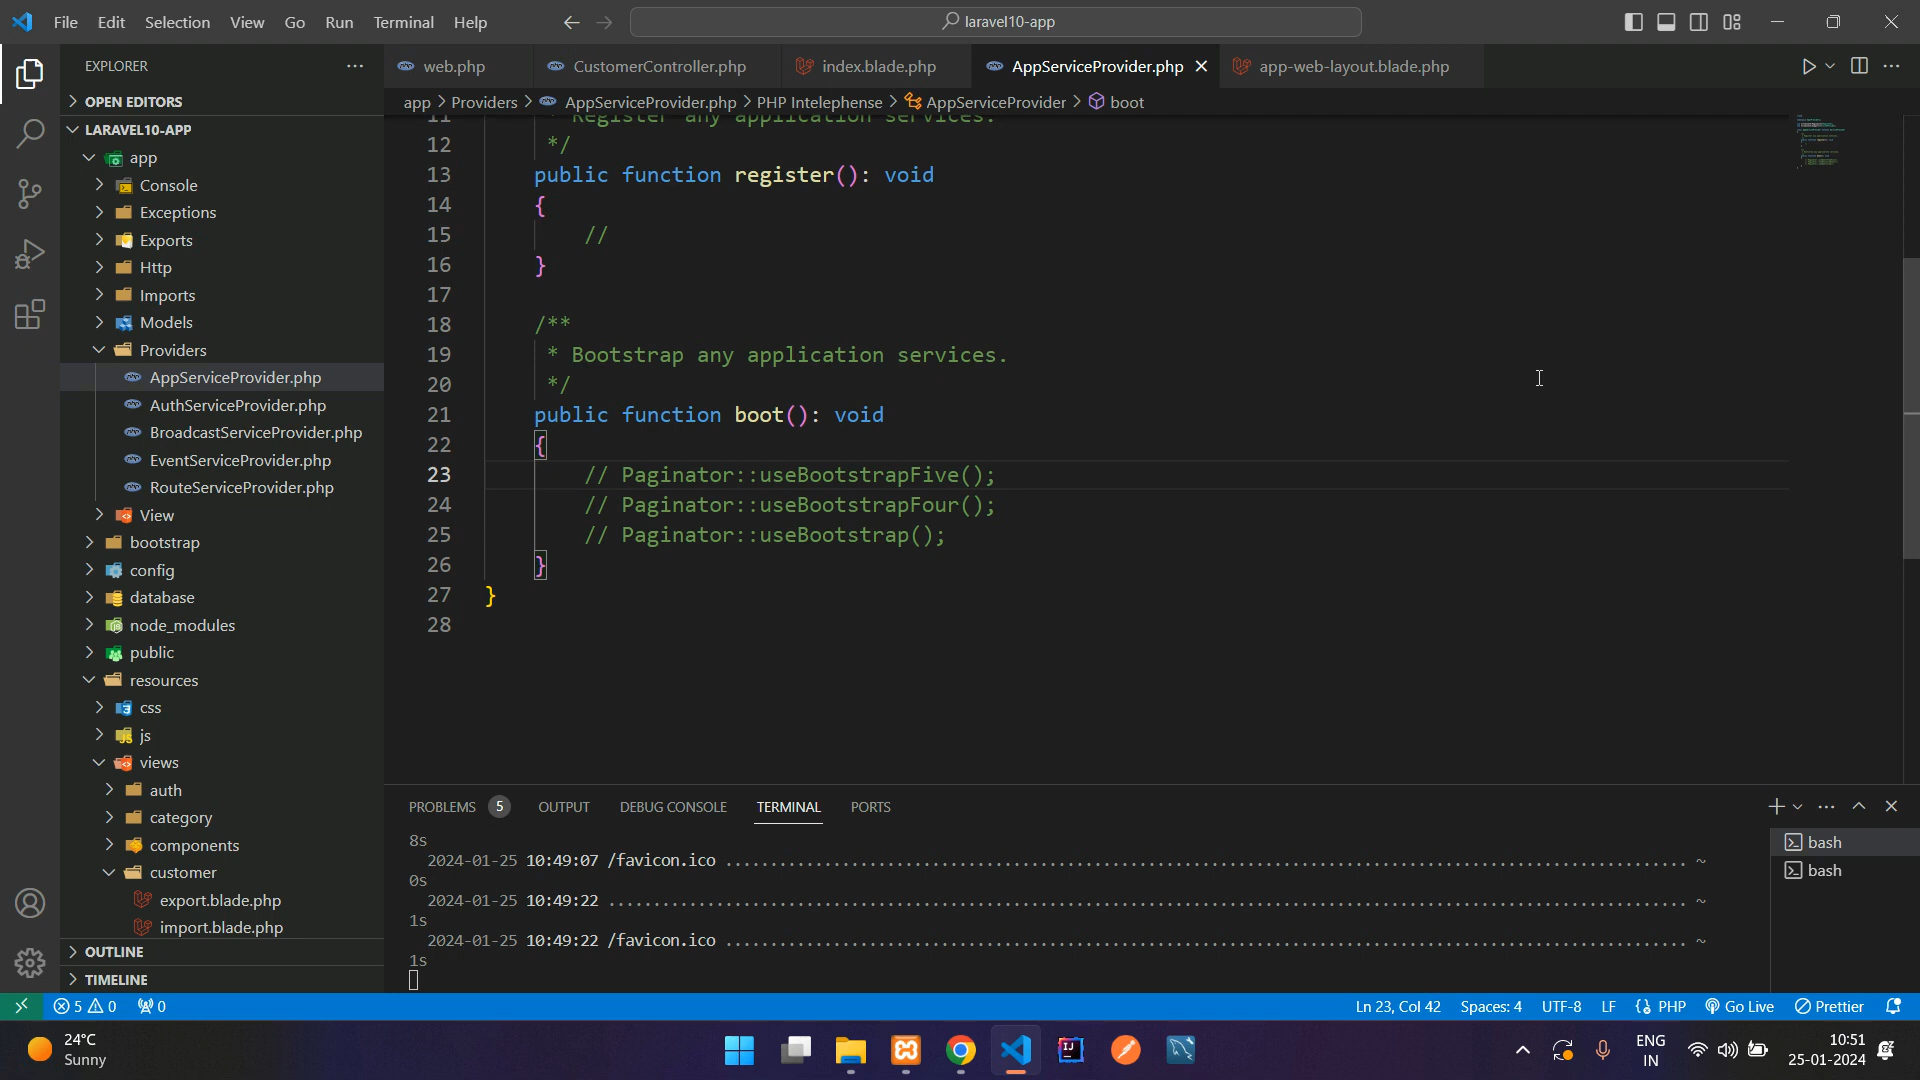 File Edit Selection View Go Run Terminal Help
laravel10-app
EXPLORER
OPEN EDITORS
LARAVEL10-APP
app
Console
Exceptions
Exports
Http
Imports
Models
Providers
AppServiceProvider.php
AuthServiceProvider.php
BroadcastServiceProvider.php
EventServiceProvider.php
RouteServiceProvider.php
View
bootstrap
config
database
node_modules
public
resources
css
js
views
auth
category
components
customer
export.blade.php
import.blade.php
OUTLINE
TIMELINE
web.php CustomerController.php index.blade.php AppServiceProvider.php app-web-layout.blade.php
app > Providers > AppServiceProvider.php > PHP Intelephense > AppServiceProvider > boot
11 * Register any application services.
12 */
13 public function register(): void
14 {
15 //
16 }
17
18 /**
19 * Bootstrap any application services.
20 */
21 public function boot(): void
22 {
23 // Paginator::useBootstrapFive();
24 // Paginator::useBootstrapFour();
25 // Paginator::useBootstrap();
26 }
27 }
28
PROBLEMS 5 OUTPUT DEBUG CONSOLE TERMINAL PORTS
8s
2024-01-25 10:49:07 /favicon.ico ............................................................................................. ~
0s
2024-01-25 10:49:22 .......................................................................................................... ~
1s
2024-01-25 10:49:22 /favicon.ico ............................................................................................. ~
1s
bash
bash
5 0 0
Ln 23, Col 42 Spaces: 4 UTF-8 LF PHP Go Live Prettier
24°C
Sunny
ENG
IN
10:51
25-01-2024